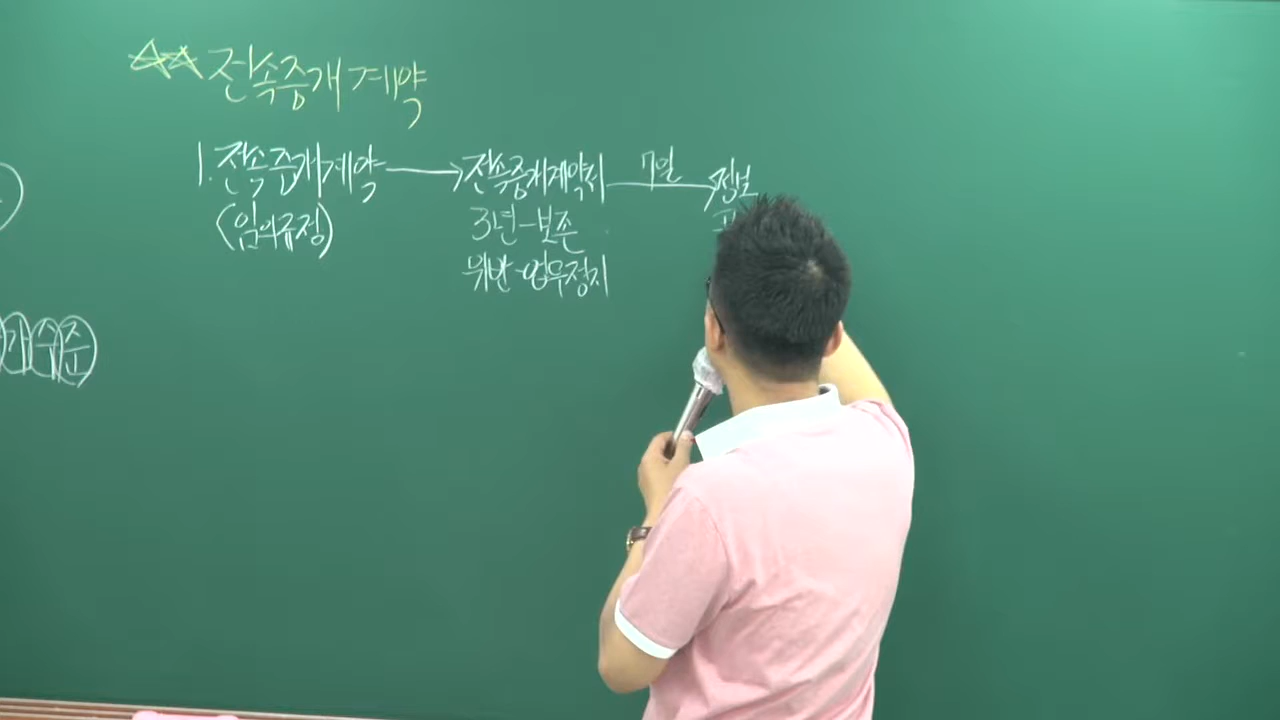 ☆☆ 전속중개계약
1. 전속중개계약 → 전속중개계약서 7일 → 정보
(임의규정) 3년-보존
위반-업무정지
수준